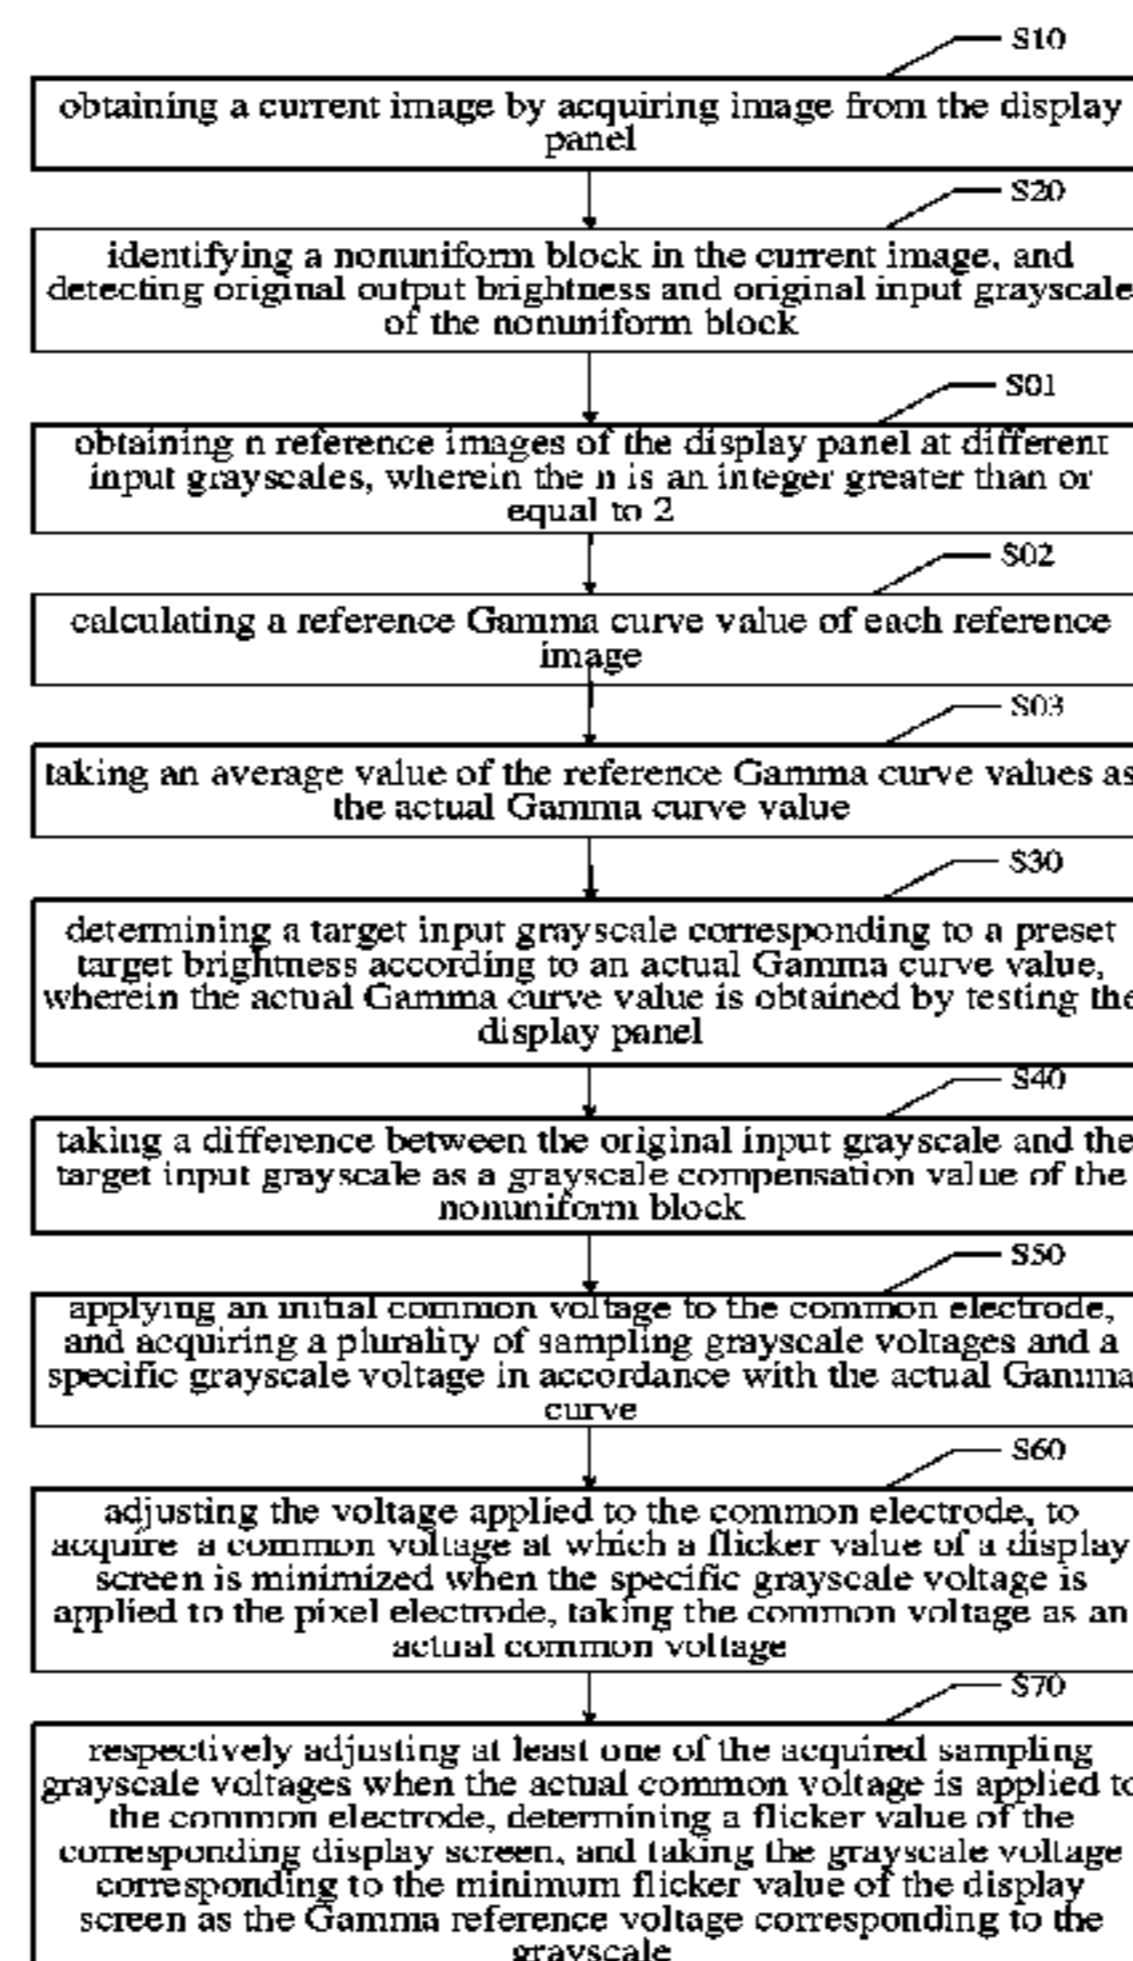 S10
obtaining a current image by acquiring image from the display
panel
S20
identifying a nonuniform block in the current image, and
detecting original output brightness and original input grayscale
of the nonuniform block
S01
obtaining n reference images of the display panel at different
input grayscales, wherein the n is an integer greater than or
equal to 2
S02
calculating a reference Gamma curve value of each reference
image
S03
taking an average value of the reference Gamma curve values as
the actual Gamma curve value
S30
determining a target input grayscale corresponding to a preset
target brightness according to an actual Gamma curve value,
wherein the actual Gamma curve value is obtained by testing the
display panel
S40
taking a difference between the original input grayscale and the
target input grayscale as a grayscale compensation value of the
nonuniform block
S50
applying an initial common voltage to the common electrode,
and acquiring a plurality of sampling grayscale voltages and a
specific grayscale voltage in accordance with the actual Gamma
curve
S60
adjusting the voltage applied to the common electrode, to
acquire a common voltage at which a flicker value of a display
screen is minimized when the specific grayscale voltage is
applied to the pixel electrode, taking the common voltage as an
actual common voltage
S70
respectively adjusting at least one of the acquired sampling
grayscale voltages when the actual common voltage is applied to
the common electrode, determining a flicker value of the
corresponding display screen, and taking the grayscale voltage
corresponding to the minimum flicker value of the display
screen as the Gamma reference voltage corresponding to the
grayscale